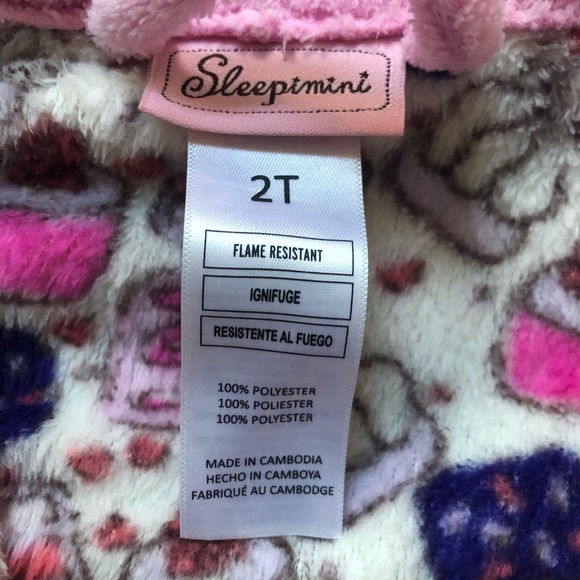 Sleepimini
2T
FLAME RESISTANT
IGNIFUGE
RESISTENTE AL FUEGO
100% POLYESTER
100% POLIESTER
100% POLYESTER
MADE IN CAMBODIA
HECHO IN CAMBOYA
FABRIQUÉ AU CAMBODGE